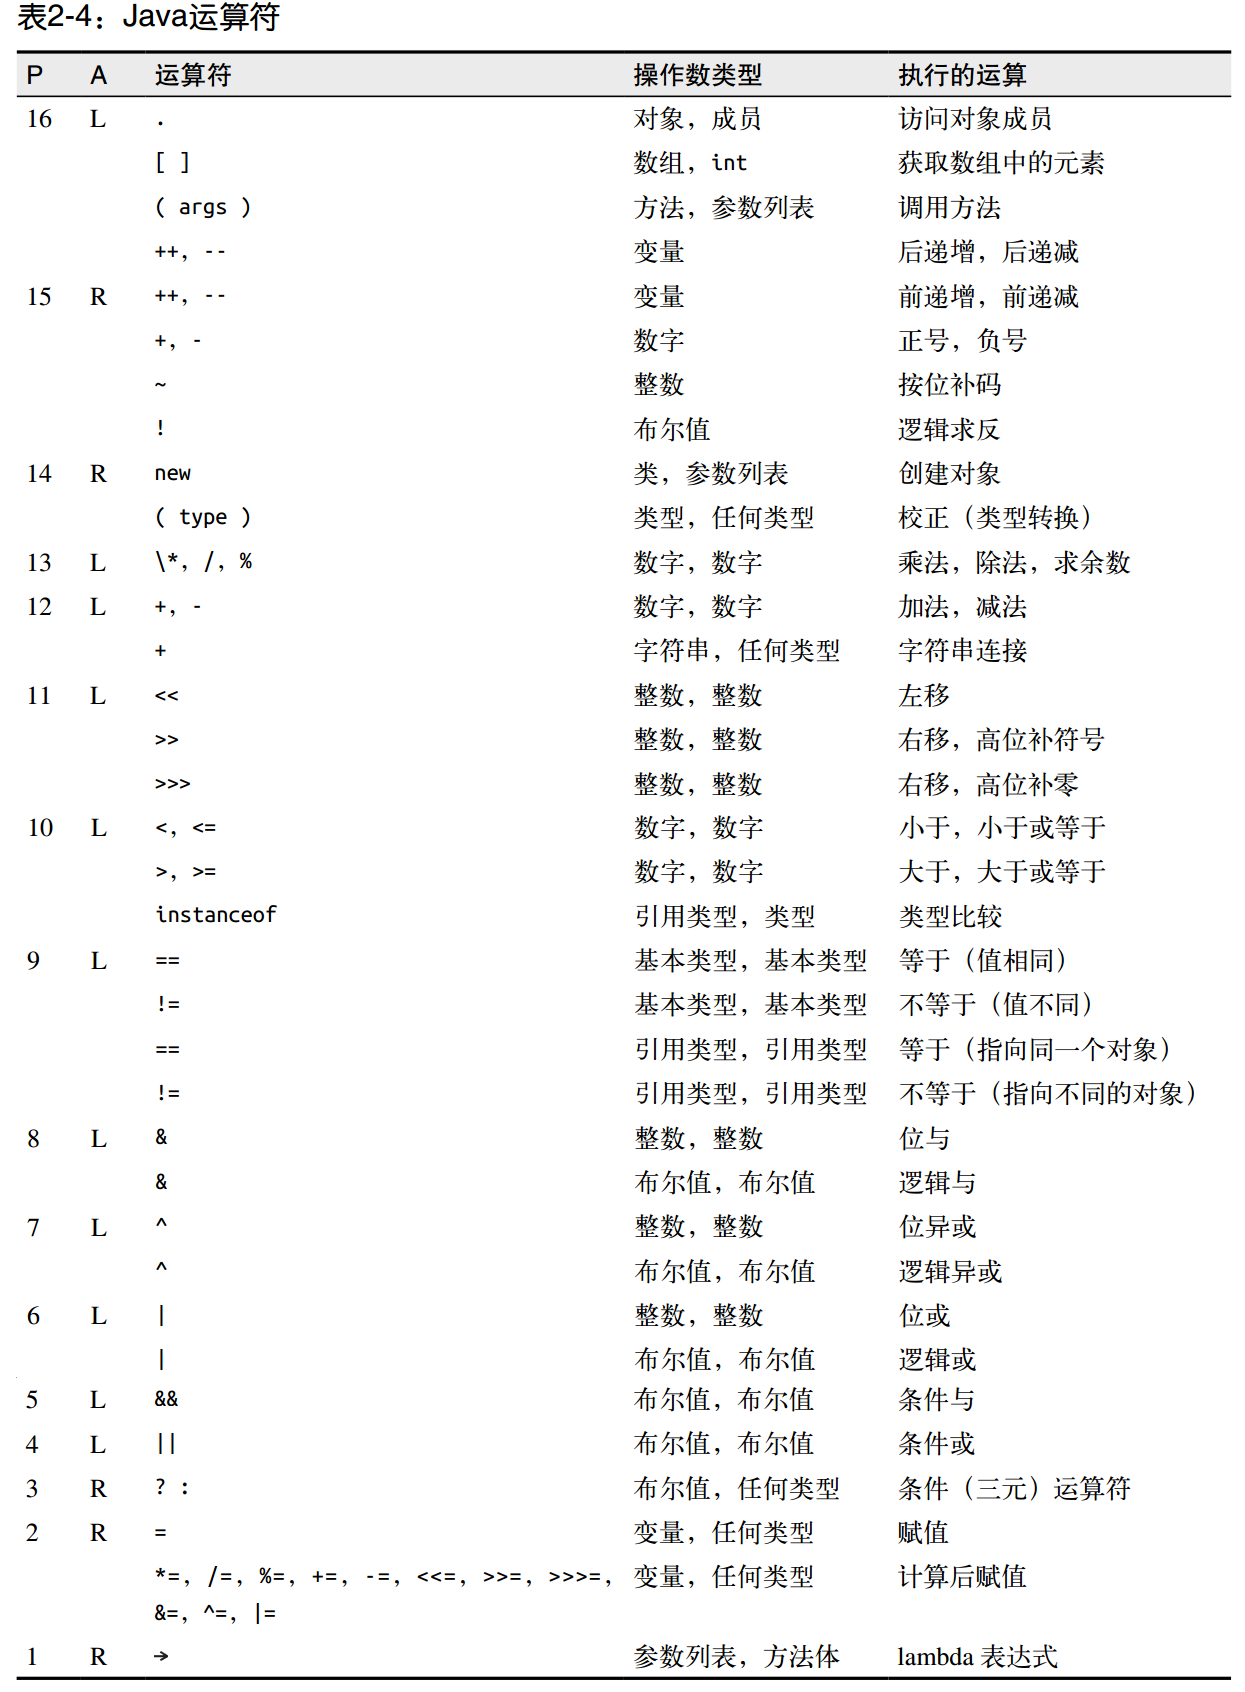 表2-4：Java运算符
P A 运算符 操作数类型 执行的运算
16 L . 对象，成员 访问对象成员
[ ] 数组，int 获取数组中的元素
( args ) 方法，参数列表 调用方法
++, -- 变量 后递增，后递减
15 R ++, -- 变量 前递增，前递减
+, - 数字 正号，负号
~ 整数 按位补码
! 布尔值 逻辑求反
14 R new 类，参数列表 创建对象
( type ) 类型，任何类型 校正（类型转换）
13 L \*, /, % 数字，数字 乘法，除法，求余数
12 L +, - 数字，数字 加法，减法
+ 字符串，任何类型 字符串连接
11 L << 整数，整数 左移
>> 整数，整数 右移，高位补符号
>>> 整数，整数 右移，高位补零
10 L <, <= 数字，数字 小于，小于或等于
>, >= 数字，数字 大于，大于或等于
instanceof 引用类型，类型 类型比较
9 L == 基本类型，基本类型 等于（值相同）
!= 基本类型，基本类型 不等于（值不同）
== 引用类型，引用类型 等于（指向同一个对象）
!= 引用类型，引用类型 不等于（指向不同的对象）
8 L & 整数，整数 位与
& 布尔值，布尔值 逻辑与
7 L ^ 整数，整数 位异或
^ 布尔值，布尔值 逻辑异或
6 L | 整数，整数 位或
| 布尔值，布尔值 逻辑或
5 L && 布尔值，布尔值 条件与
4 L || 布尔值，布尔值 条件或
3 R ? : 布尔值，任何类型 条件（三元）运算符
2 R = 变量，任何类型 赋值
*=, /=, %=, +=, -=, <<=, >>=, >>>=, 变量，任何类型 计算后赋值
&=, ^=, |=
1 R → 参数列表，方法体 lambda 表达式